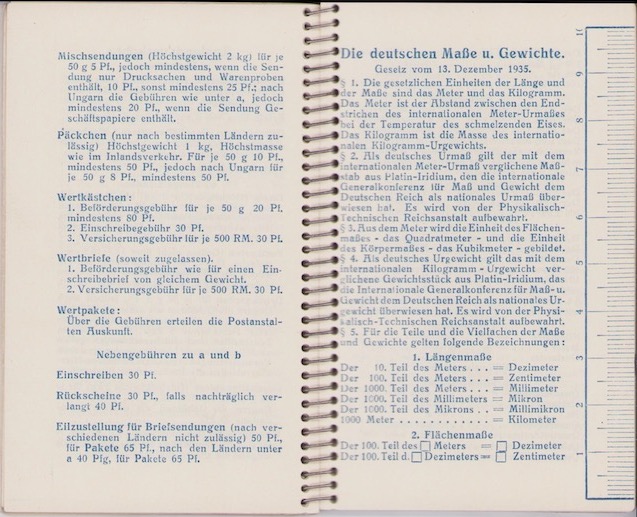 Mischsendungen (Höchstgewicht 2 kg) für je
50 g 5 Pf., jedoch mindestens, wenn die Sen-
dung nur Drucksachen und Warenproben
enthält, 10 Pf., sonst mindestens 25 Pf.; nach
Ungarn die Gebühren wie unter a, jedoch
mindestens 20 Pf., wenn die Sendung Ge-
schäftspapiere enthält.
Päckchen (nur nach bestimmten Ländern zu-
lässig) Höchstgewicht 1 kg, Höchstmasse
wie im Inlandsverkehr. Für je 50 g 10 Pf.,
mindestens 50 Pf., jedoch nach Ungarn für
je 50 g 8 Pf., mindestens 50 Pf.
Wertkästchen:
1. Beförderungsgebühr für je 50 g 20 Pf.
mindestens 80 Pf.
2. Einschreibegebühr 30 Pf.
3. Versicherungsgebühr für je 500 RM. 30 Pf.
Wertbriefe (soweit zugelassen).
1. Beförderungsgebühr wie für einen Ein-
schreibebrief von gleichem Gewicht.
2. Versicherungsgebühr für je 500 RM. 30 Pf.
Wertpakete:
Über die Gebühren erteilen die Postanstal-
ten Auskunft.
Nebengebühren zu a und b
Einschreiben 30 Pf.
Rückscheine 30 Pf., falls nachträglich ver-
langt 40 Pf.
Eilzustellung für Briefsendungen (nach ver-
schiedenen Ländern nicht zulässig) 50 Pf.,
für Pakete 65 Pf., nach den Ländern unter
a 40 Pfg, für Pakete 65 Pf.
Die deutschen Maße u. Gewichte.
Gesetz vom 13. Dezember 1935.
§ 1. Die gesetzlichen Einheiten der Länge und
der Maße sind das Meter und das Kilogramm.
Das Meter ist der Abstand zwischen den End-
strichen des internationalen Meter-Urmaßes
bei der Temperatur des schmelzenden Eises.
Das Kilogramm ist die Masse des internatio-
nalen Kilogramm-Urgewichts.
§ 2. Als deutsches Urmaß gilt der mit dem
internationalen Meter-Urmaß verglichene Maß-
stab aus Platin-Iridium, den die internationale
Generalkonferenz für Maß und Gewicht dem
Deutschen Reich als nationales Urmaß über-
wiesen hat. Es wird von der Physikalisch-
Technischen Reichsanstalt aufbewahrt.
§ 3. Aus dem Meter wird die Einheit des Flächen-
maßes - das Quadratmeter - und die Einheit
des Körpermaßes - das Kubikmeter - gebildet.
§ 4. Als deutsches Urgewicht gilt das mit dem
internationalen Kilogramm - Urgewicht ver-
glichene Gewichtsstück aus Platin-Iridium, das
die Internationale Generalkonferenz für Maß- u.
Gewicht dem Deutschen Reich als nationales Ur-
gewicht überwiesen hat. Es wird von der Physi-
kalisch-Technischen Reichsanstalt aufbewahrt.
§ 5. Für die Teile und die Vielfachen der Maße
und Gewichte gelten folgende Bezeichnungen:
1. Längenmaße
Der 10. Teil des Meters . . . = Dezimeter
Der 100. Teil des Meters . . . = Zentimeter
Der 1000. Teil des Meters . . . = Millimeter
Der 1000. Teil des Millimeters = Mikron
Der 1000. Teil des Mikrons . . = Millimikron
1000 Meter . . . . . . . . . . . . = Kilometer
2. Flächenmaße
Der 100. Teil des □ Meters = □ Dezimeter
Der 100. Teil d. □ Dezimeters = □ Zentimeter
10
9
8
7
6
5
4
3
2
1